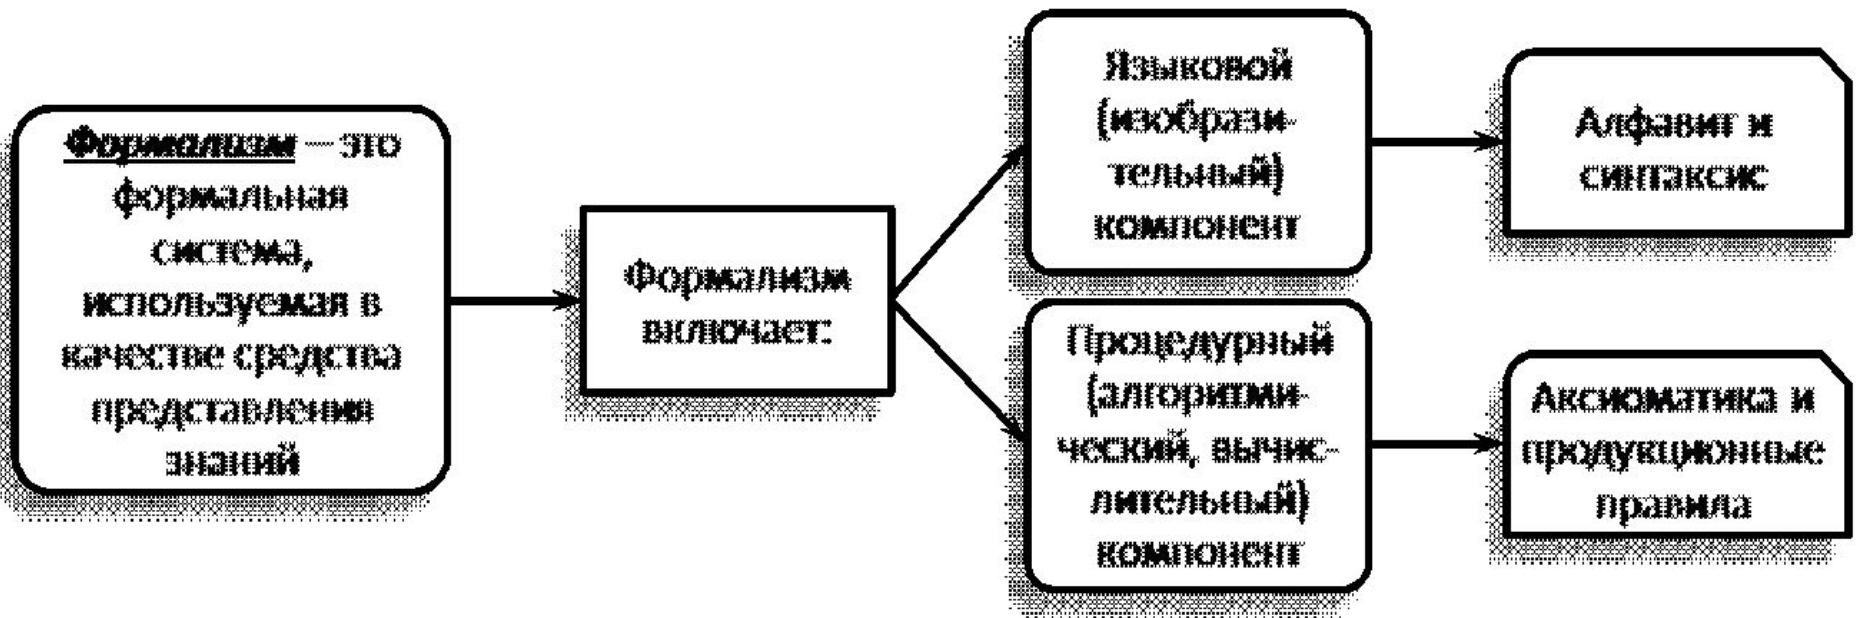 Формализм – это
формальная
система,
используемая в
качестве средства
представления
знаний
Формализм
включает:
Языковой
(изобрази-
тельный)
компонент
Алфавит и
синтаксис
Процедурный
(алгоритми-
ческий, вычис-
лительный)
компонент
Аксиоматика и
продукционные
правила